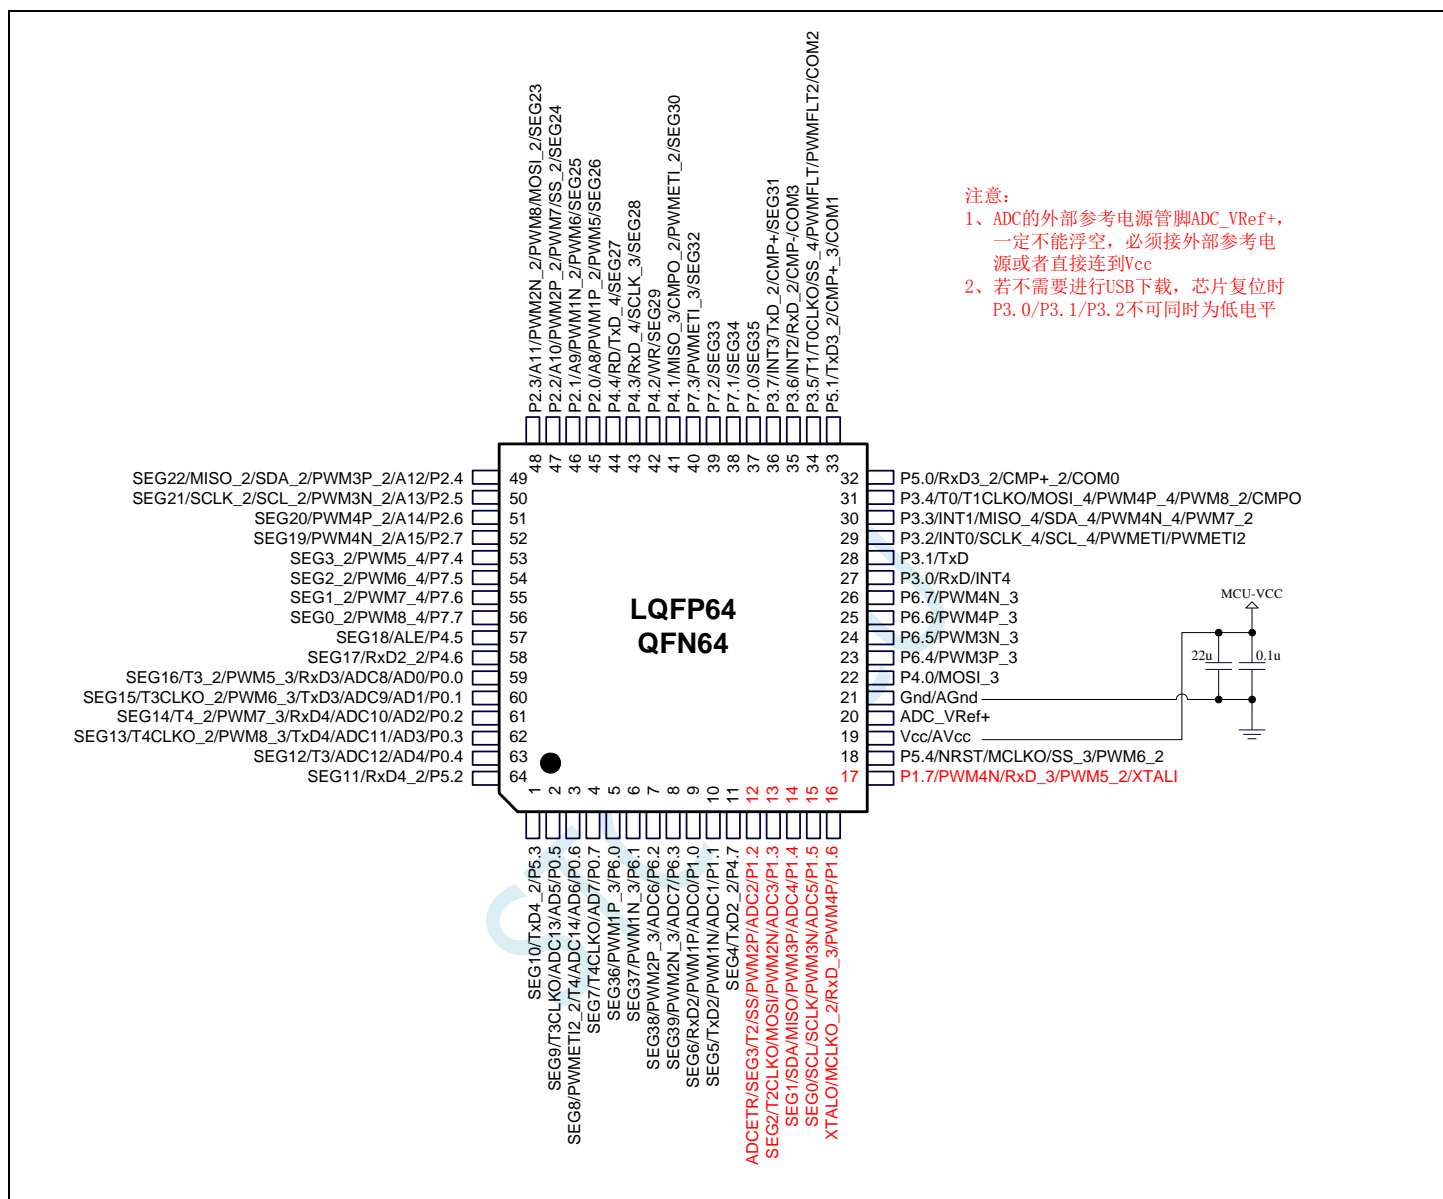 P2.3/A11/PWM2N_2/PWM8/MOSI_2/SEG23
P2.2/A10/PWM2P_2/PWM7/SS_2/SEG24
P2.1/A9/PWM1N_2/PWM6/SEG25
P2.0/A8/PWM1P_2/PWM5/SEG26
P4.4/RD/TxD_4/SEG27
P4.3/RxD_4/SCLK_3/SEG28
P4.2/WR/SEG29
P4.1/MISO_3/CMPO_2/PWMETI_2/SEG30
P7.3/PWMETI_3/SEG32
P7.2/SEG33
P7.1/SEG34
P7.0/SEG35
P3.7/INT3/TxD_2/CMP+/SEG31
P3.6/INT2/RxD_2/CMP-/COM3
P3.5/T1/T0CLKO/SS_4/PWMFLT/PWMFLT2/COM2
P5.1/TxD3_2/CMP+_3/COM1
注意：
1、ADC的外部参考电源管脚ADC_VRef+，
一定不能浮空，必须接外部参考电
源或者直接连到Vcc
2、若不需要进行USB下载，芯片复位时
P3.0/P3.1/P3.2不可同时为低电平
48 47 46 45 44 43 42 41 40 39 38 37 36 35 34 33
SEG22/MISO_2/SDA_2/PWM3P_2/A12/P2.4 49
SEG21/SCLK_2/SCL_2/PWM3N_2/A13/P2.5 50
SEG20/PWM4P_2/A14/P2.6 51
SEG19/PWM4N_2/A15/P2.7 52
SEG3_2/PWM5_4/P7.4 53
SEG2_2/PWM6_4/P7.5 54
SEG1_2/PWM7_4/P7.6 55
SEG0_2/PWM8_4/P7.7 56
SEG18/ALE/P4.5 57
SEG17/RxD2_2/P4.6 58
SEG16/T3_2/PWM5_3/RxD3/ADC8/AD0/P0.0 59
SEG15/T3CLKO_2/PWM6_3/TxD3/ADC9/AD1/P0.1 60
SEG14/T4_2/PWM7_3/RxD4/ADC10/AD2/P0.2 61
SEG13/T4CLKO_2/PWM8_3/TxD4/ADC11/AD3/P0.3 62
SEG12/T3/ADC12/AD4/P0.4 63
SEG11/RxD4_2/P5.2 64
LQFP64
QFN64
32 P5.0/RxD3_2/CMP+_2/COM0
31 P3.4/T0/T1CLKO/MOSI_4/PWM4P_4/PWM8_2/CMPO
30 P3.3/INT1/MISO_4/SDA_4/PWM4N_4/PWM7_2
29 P3.2/INT0/SCLK_4/SCL_4/PWMETI/PWMETI2
28 P3.1/TxD
27 P3.0/RxD/INT4
26 P6.7/PWM4N_3
25 P6.6/PWM4P_3
24 P6.5/PWM3N_3
23 P6.4/PWM3P_3
22 P4.0/MOSI_3
21 Gnd/AGnd
20 ADC_VRef+
19 Vcc/AVcc
18 P5.4/NRST/MCLKO/SS_3/PWM6_2
17 P1.7/PWM4N/RxD_3/PWM5_2/XTALI
MCU-VCC
22u 0.1u
1 2 3 4 5 6 7 8 9 10 11 12 13 14 15 16
SEG10/TxD4_2/P5.3
SEG9/T3CLKO/ADC13/AD5/P0.5
SEG8/PWMETI2_2/T4/ADC14/AD6/P0.6
SEG7/T4CLKO/AD7/P0.7
SEG36/PWM1P_3/P6.0
SEG37/PWM1N_3/P6.1
SEG38/PWM2P_3/ADC6/P6.2
SEG39/PWM2N_3/ADC7/P6.3
SEG6/RxD2/PWM1P/ADC0/P1.0
SEG5/TxD2/PWM1N/ADC1/P1.1
SEG4/TxD2_2/P4.7
ADCETR/SEG3/T2/SS/PWM2P/ADC2/P1.2
SEG2/T2CLKO/MOSI/PWM2N/ADC3/P1.3
SEG1/SDA/MISO/PWM3P/ADC4/P1.4
SEG0/SCL/SCLK/PWM3N/ADC5/P1.5
XTALO/MCLKO_2/RxD_3/PWM4P/P1.6